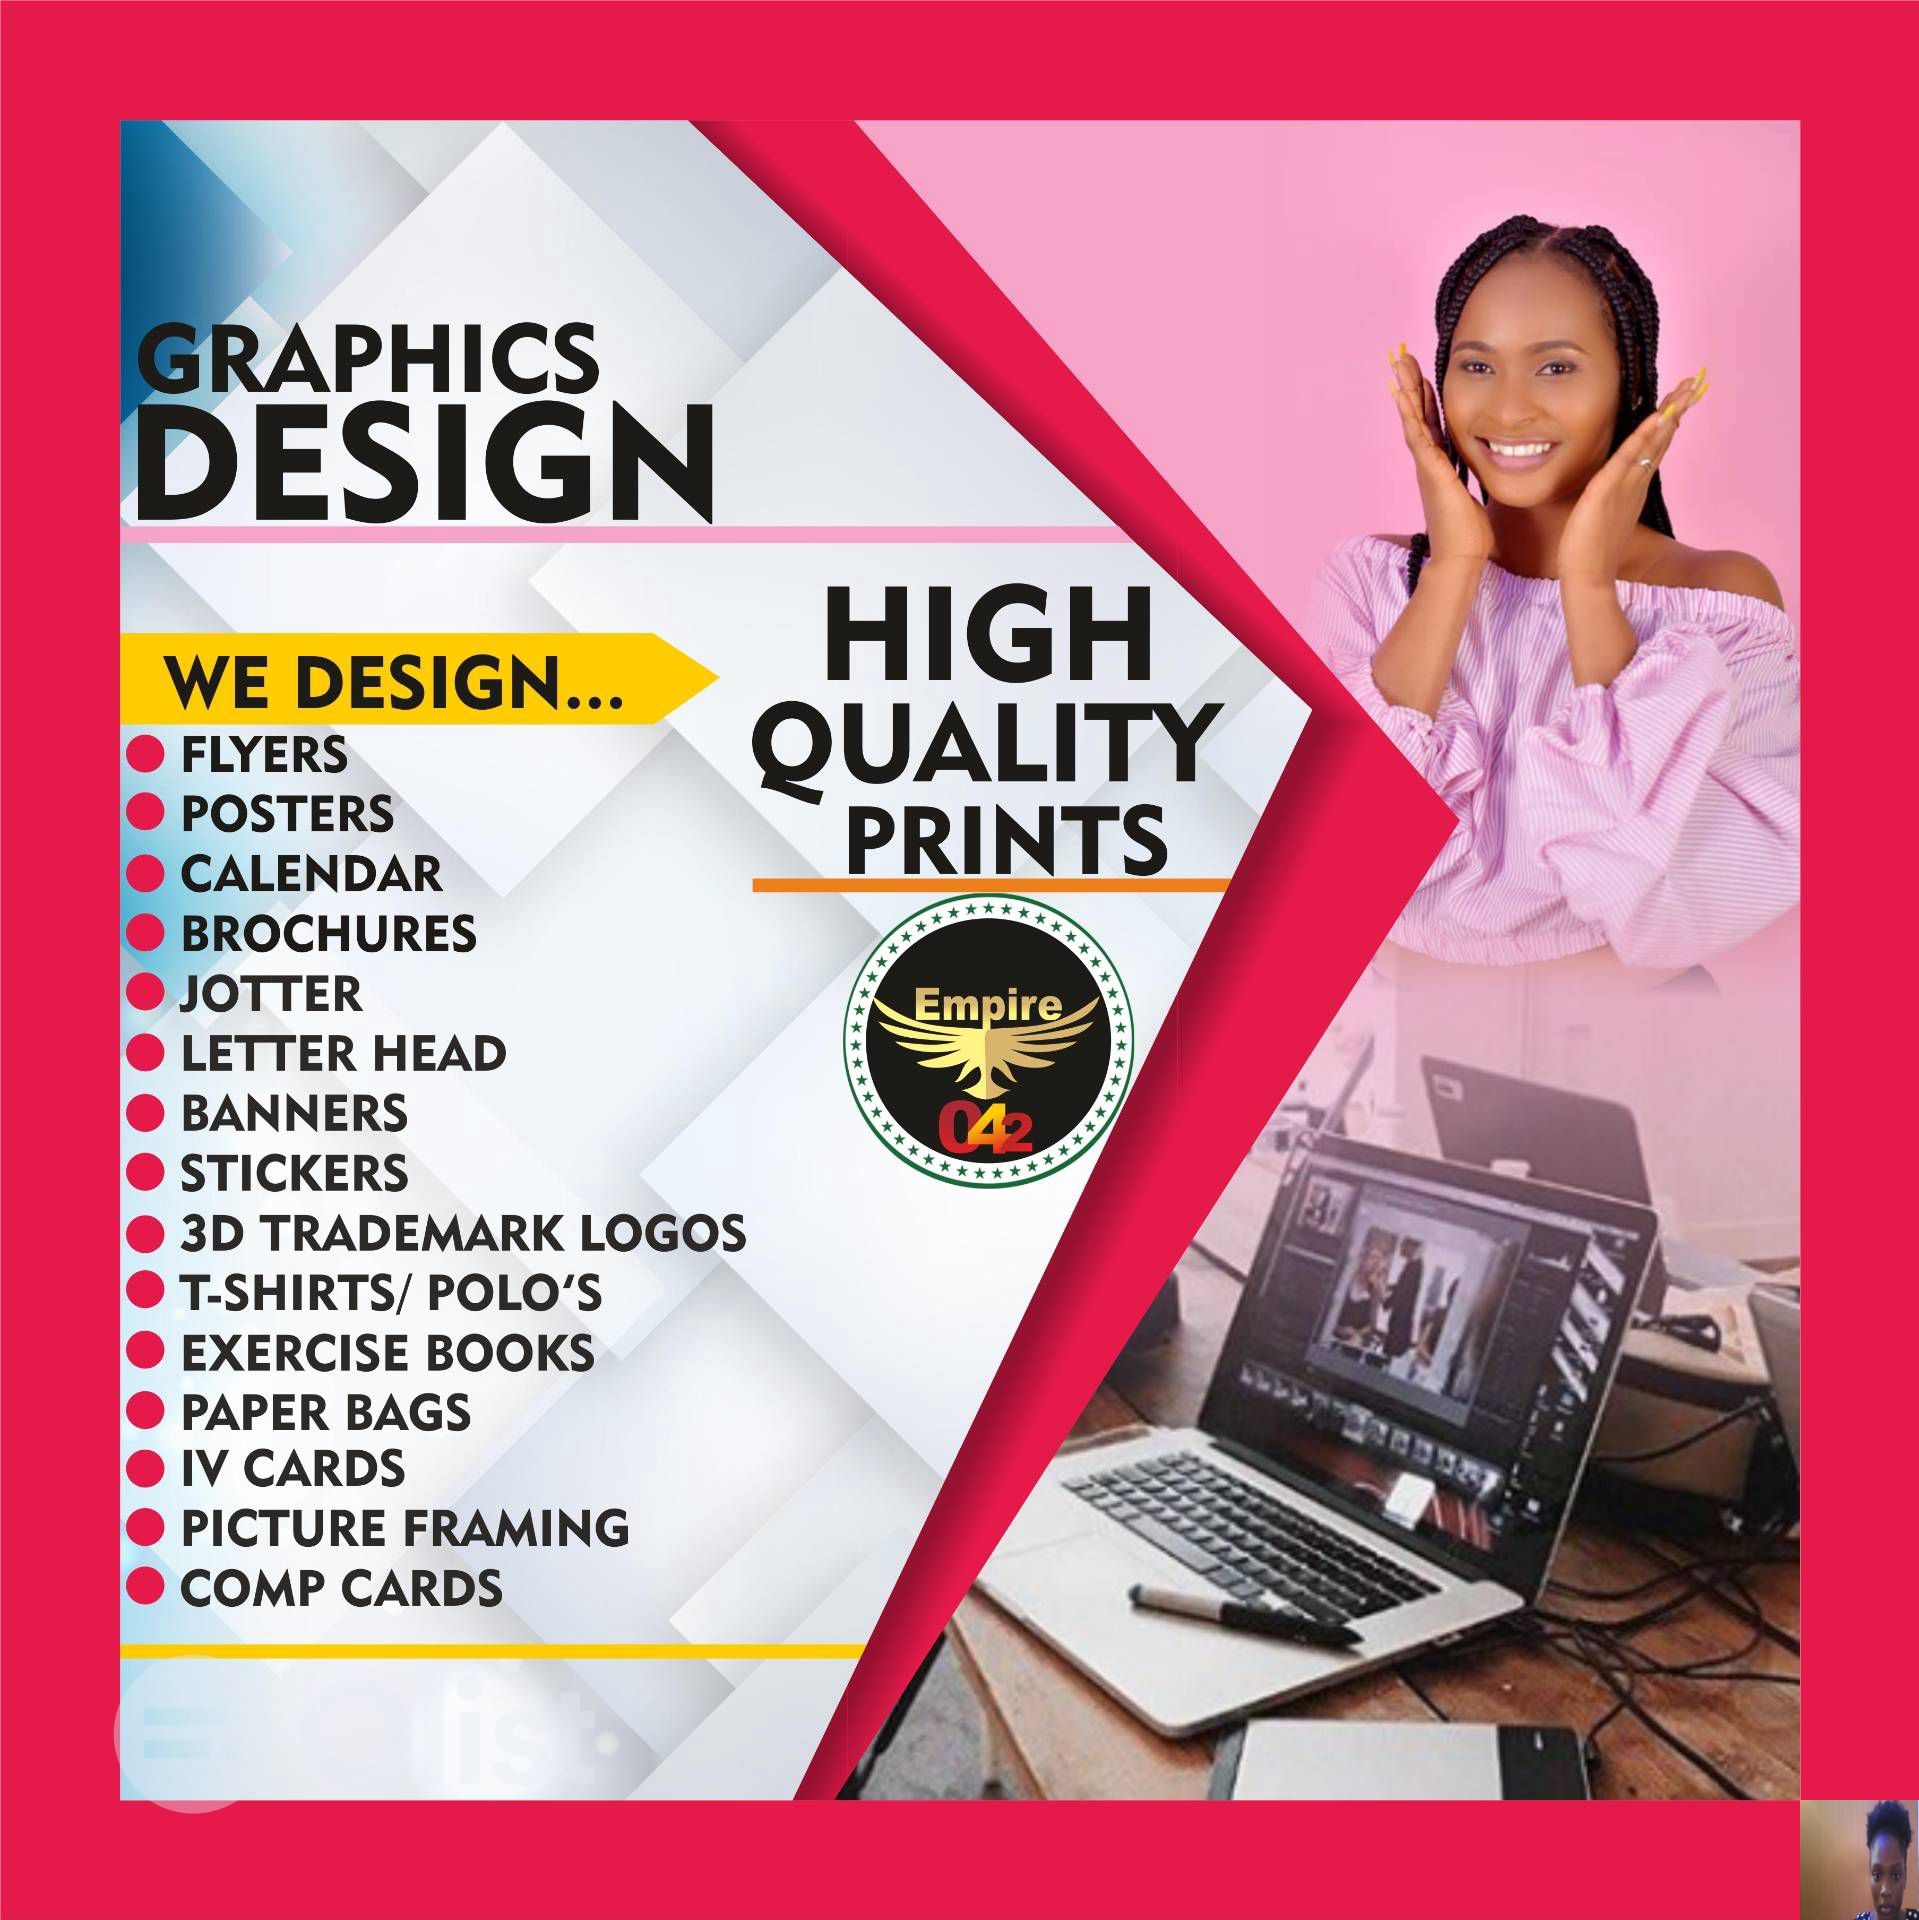 GRAPHICS
DESIGN
WE DESIGN...
FLYERS
POSTERS
CALENDAR
BROCHURES
JOTTER
LETTER HEAD
BANNERS
STICKERS
3D TRADEMARK LOGOS
T-SHIRTS/ POLO‘S
EXERCISE BOOKS
PAPER BAGS
IV CARDS
PICTURE FRAMING
COMP CARDS
HIGH
QUALITY
PRINTS
Empire
042